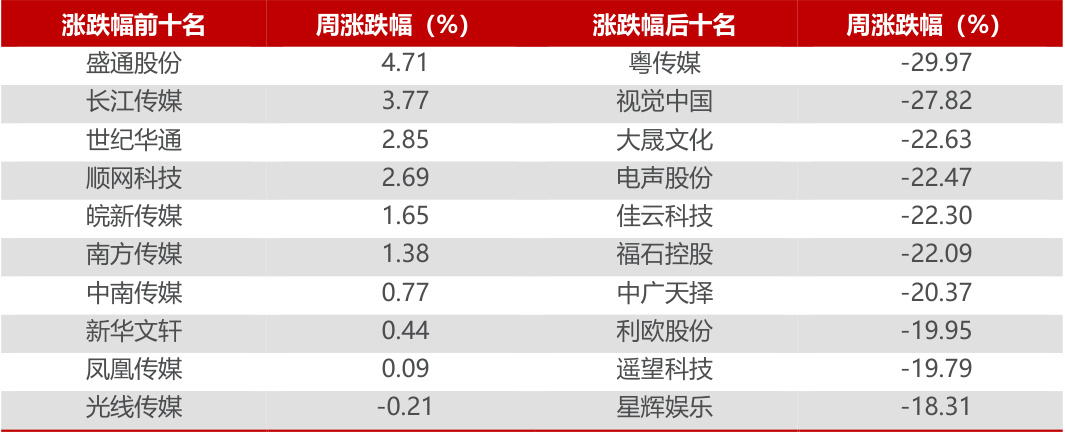 涨跌幅前十名 周涨跌幅（%） 涨跌幅后十名 周涨跌幅（%）
盛通股份 4.71 粤传媒 -29.97
长江传媒 3.77 视觉中国 -27.82
世纪华通 2.85 大晟文化 -22.63
顺网科技 2.69 电声股份 -22.47
皖新传媒 1.65 佳云科技 -22.30
南方传媒 1.38 福石控股 -22.09
中南传媒 0.77 中广天择 -20.37
新华文轩 0.44 利欧股份 -19.95
凤凰传媒 0.09 遥望科技 -19.79
光线传媒 -0.21 星辉娱乐 -18.31